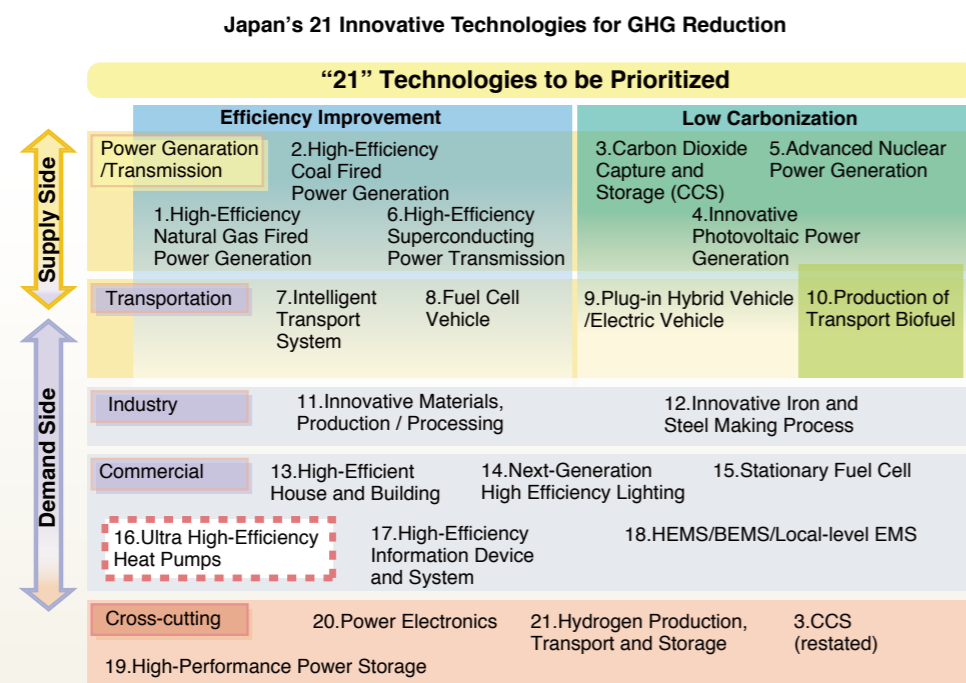 Japan's 21 Innovative Technologies for GHG Reduction
“21” Technologies to be Prioritized
Efficiency Improvement
Low Carbonization
Supply Side
Power Genaration
/Transmission
2.High-Efficiency
Coal Fired
Power Generation
3.Carbon Dioxide
Capture and
Storage (CCS)
5.Advanced Nuclear
Power Generation
1.High-Efficiency
Natural Gas Fired
Power Generation
6.High-Efficiency
Superconducting
Power Transmission
4.Innovative
Photovoltaic Power
Generation
Transportation
7.Intelligent
Transport
System
8.Fuel Cell
Vehicle
9.Plug-in Hybrid Vehicle
/Electric Vehicle
10.Production of
Transport Biofuel
Demand Side
Industry
11.Innovative Materials,
Production / Processing
12.Innovative Iron and
Steel Making Process
Commercial
13.High-Efficient
House and Building
14.Next-Generation
High Efficiency Lighting
15.Stationary Fuel Cell
16.Ultra High-Efficiency
Heat Pumps
17.High-Efficiency
Information Device
and System
18.HEMS/BEMS/Local-level EMS
Cross-cutting
20.Power Electronics
21.Hydrogen Production,
Transport and Storage
3.CCS
(restated)
19.High-Performance Power Storage